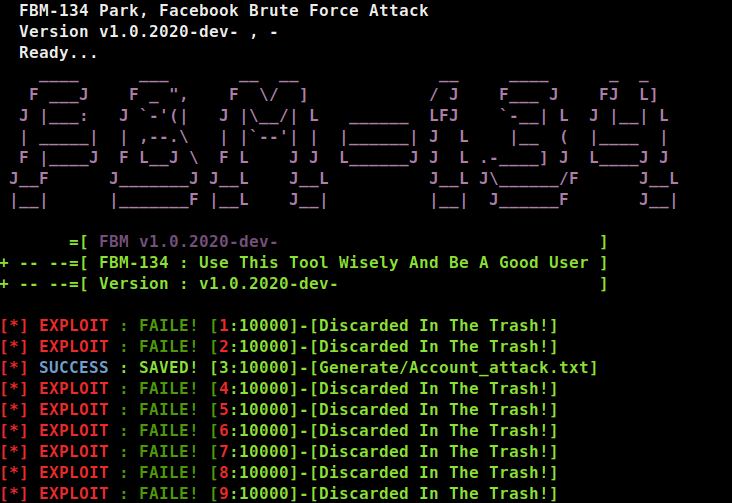 FBM-134 Park, Facebook Brute Force Attack
Version v1.0.2020-dev- , -
Ready...
FBM-134
=[ FBM v1.0.2020-dev- ]
+ -- --=[ FBM-134 : Use This Tool Wisely And Be A Good User ]
+ -- --=[ Version : v1.0.2020-dev- ]
[*] EXPLOIT : FAILE! [1:10000]-[Discarded In The Trash!]
[*] EXPLOIT : FAILE! [2:10000]-[Discarded In The Trash!]
[*] SUCCESS : SAVED! [3:10000]-[Generate/Account_attack.txt]
[*] EXPLOIT : FAILE! [4:10000]-[Discarded In The Trash!]
[*] EXPLOIT : FAILE! [5:10000]-[Discarded In The Trash!]
[*] EXPLOIT : FAILE! [6:10000]-[Discarded In The Trash!]
[*] EXPLOIT : FAILE! [7:10000]-[Discarded In The Trash!]
[*] EXPLOIT : FAILE! [8:10000]-[Discarded In The Trash!]
[*] EXPLOIT : FAILE! [9:10000]-[Discarded In The Trash!]